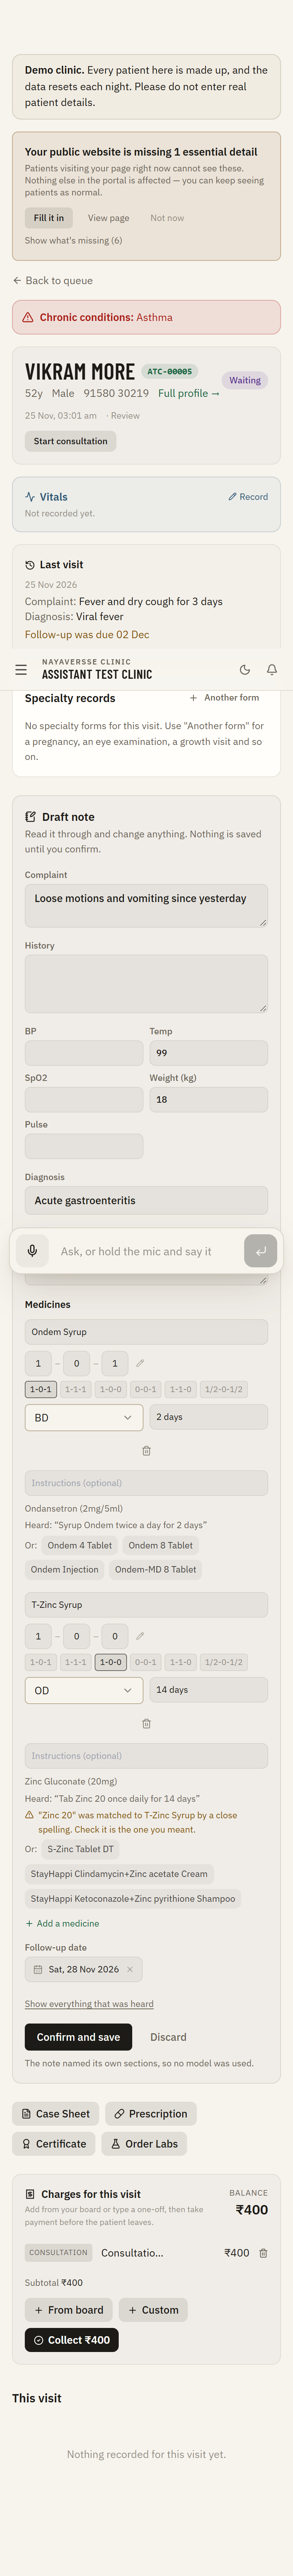 Demo clinic. Every patient here is made up, and the
data resets each night. Please do not enter real
patient details.
Your public website is missing 1 essential detail
Patients visiting your page right now cannot see these.
Nothing else in the portal is affected — you can keep seeing
patients as normal.
Fill it in View page Not now
Show what's missing (6)
← Back to queue
Chronic conditions: Asthma
VIKRAM MORE ATC-00005
Waiting
52y Male 91580 30219 Full profile →
25 Nov, 03:01 am · Review
Start consultation
Vitals Record
Not recorded yet.
Last visit
25 Nov 2026
Complaint: Fever and dry cough for 3 days
Diagnosis: Viral fever
Follow-up was due 02 Dec
NAYAVERSSE CLINIC
ASSISTANT TEST CLINIC
Specialty records + Another form
No specialty forms for this visit. Use "Another form" for
a pregnancy, an eye examination, a growth visit and so
on.
Draft note
Read it through and change anything. Nothing is saved
until you confirm.
Complaint
Loose motions and vomiting since yesterday
History
BP Temp
99
SpO2 Weight (kg)
18
Pulse
Diagnosis
Acute gastroenteritis
Ask, or hold the mic and say it
Medicines
Ondem Syrup
1 – 0 – 1
1-0-1 1-1-1 1-0-0 0-0-1 1-1-0 1/2-0-1/2
BD 2 days
Instructions (optional)
Ondansetron (2mg/5ml)
Heard: “Syrup Ondem twice a day for 2 days”
Or: Ondem 4 Tablet Ondem 8 Tablet
Ondem Injection Ondem-MD 8 Tablet
T-Zinc Syrup
1 – 0 – 0
1-0-1 1-1-1 1-0-0 0-0-1 1-1-0 1/2-0-1/2
OD 14 days
Instructions (optional)
Zinc Gluconate (20mg)
Heard: “Tab Zinc 20 once daily for 14 days”
"Zinc 20" was matched to T-Zinc Syrup by a close
spelling. Check it is the one you meant.
Or: S-Zinc Tablet DT
StayHappi Clindamycin+Zinc acetate Cream
StayHappi Ketoconazole+Zinc pyrithione Shampoo
+ Add a medicine
Follow-up date
Sat, 28 Nov 2026 ×
Show everything that was heard
Confirm and save Discard
The note named its own sections, so no model was used.
Case Sheet Prescription
Certificate Order Labs
Charges for this visit BALANCE
Add from your board or type a one-off, then take ₹400
payment before the patient leaves.
CONSULTATION Consultatio... ₹400
Subtotal ₹400
+ From board + Custom
Collect ₹400
This visit
Nothing recorded for this visit yet.